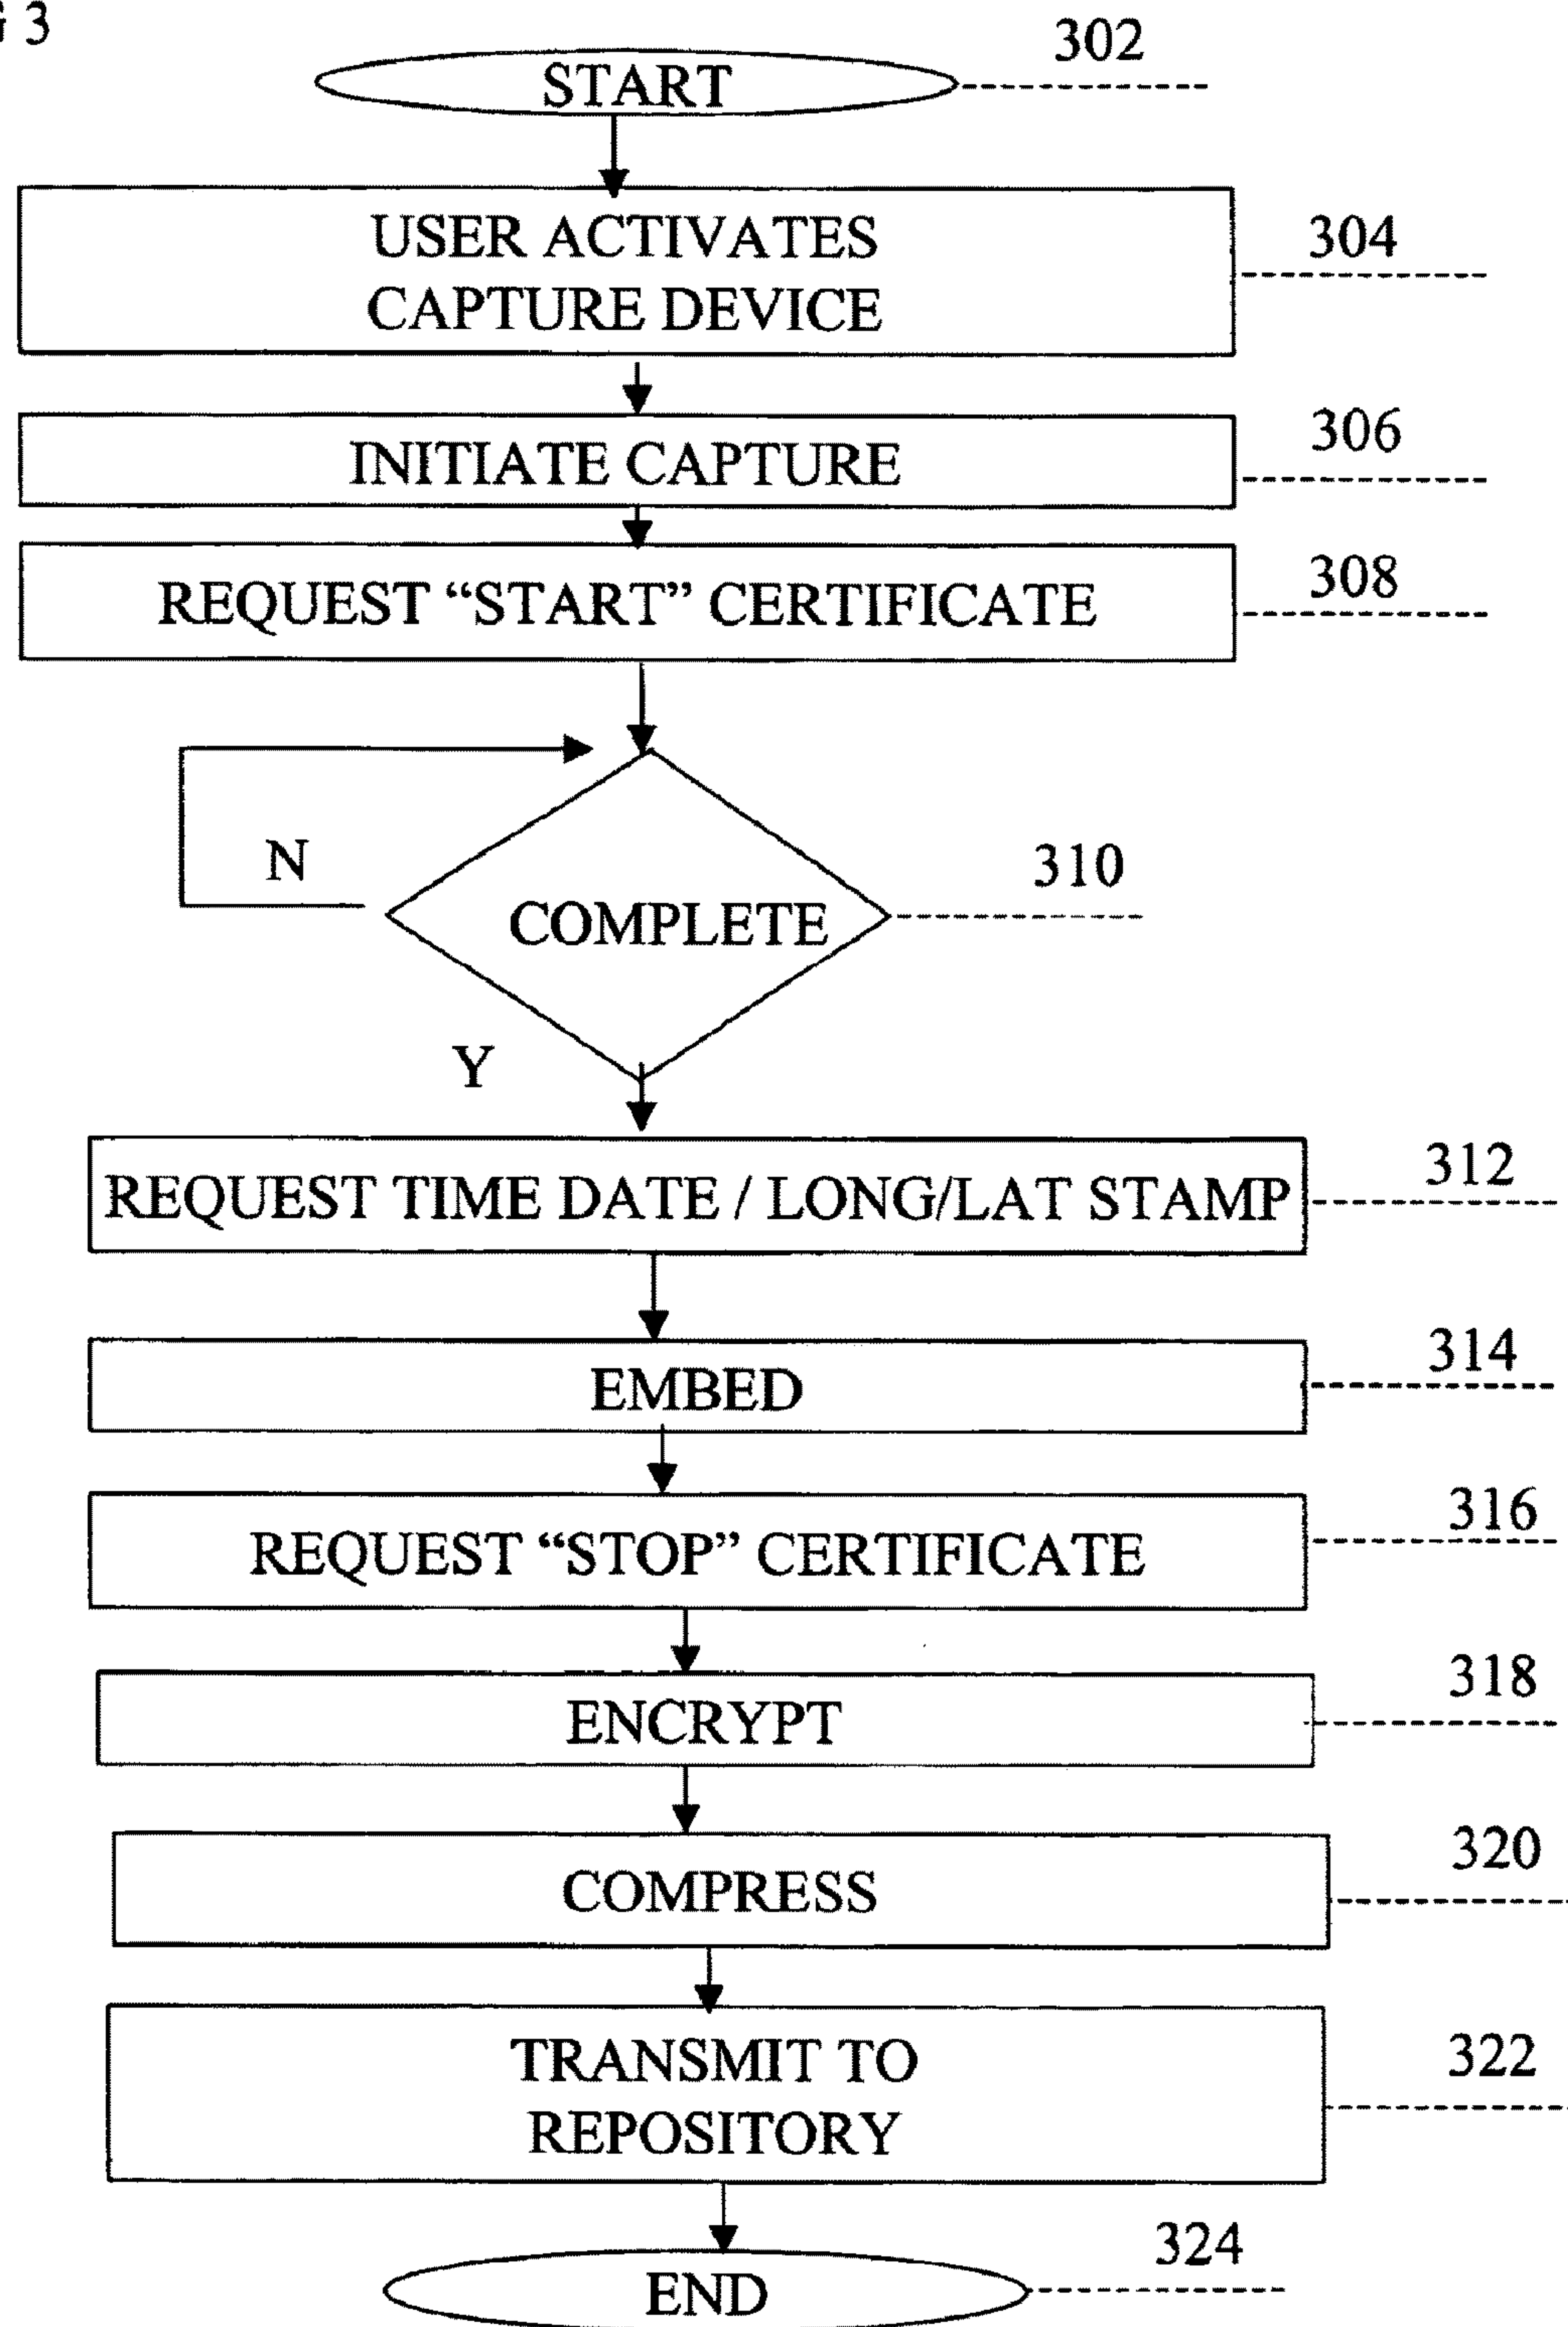 G 3
302
START
USER ACTIVATES
CAPTURE DEVICE
304
INITIATE CAPTURE
306
REQUEST “START” CERTIFICATE
308
N
COMPLETE
310
Y
REQUEST TIME DATE / LONG/LAT STAMP
312
EMBED
314
REQUEST “STOP” CERTIFICATE
316
ENCRYPT
318
COMPRESS
320
TRANSMIT TO
REPOSITORY
322
END
324